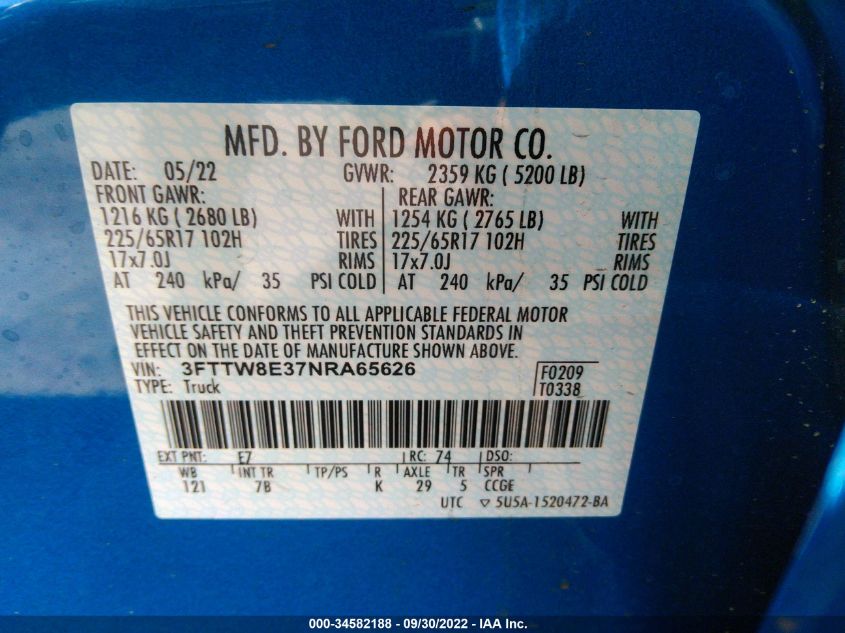 MFD. BY FORD MOTOR CO.
DATE: 05/22 GVWR: 2359 KG ( 5200 LB)
FRONT GAWR: REAR GAWR:
1216 KG ( 2680 LB) WITH 1254 KG ( 2765 LB) WITH
225/65R17 102H TIRES 225/65R17 102H TIRES
17x7.0J RIMS 17x7.0J RIMS
AT 240 kPa/ 35 PSI COLD AT 240 kPa/ 35 PSI COLD
THIS VEHICLE CONFORMS TO ALL APPLICABLE FEDERAL MOTOR
VEHICLE SAFETY AND THEFT PREVENTION STANDARDS IN
EFFECT ON THE DATE OF MANUFACTURE SHOWN ABOVE.
VIN: 3FTTW8E37NRA65626 F0209
TYPE: Truck T0338
EXT PNT: E7 RC: 74 DSO:
WB INT TR TP/PS R AXLE TR SPR
121 7B K 29 5 CCGE
UTC ▽ 5U5A-1520472-BA
000-34582188 - 09/30/2022 - IAA Inc.